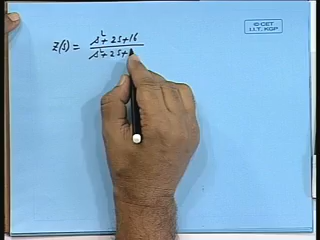 Z(s) = s² + 2s + 16
s² + 2s +
© CET
I.I.T. KGP